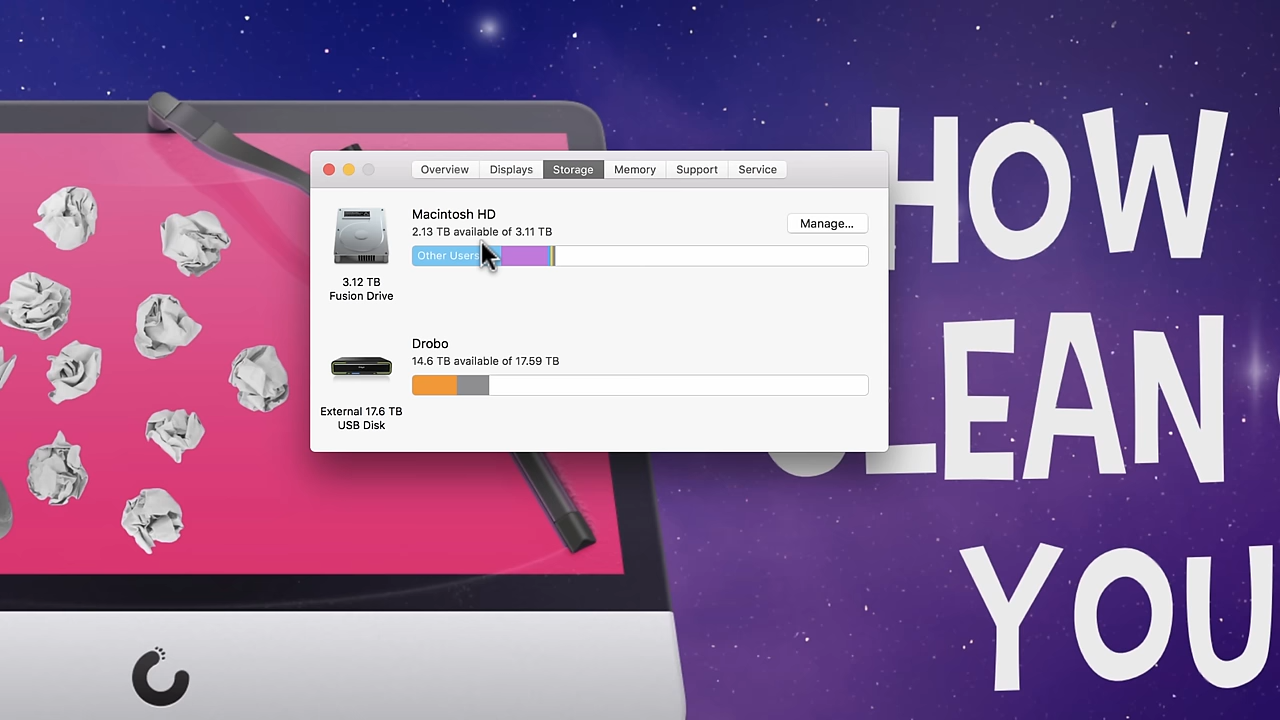 Overview Displays Storage Memory Support Service
Macintosh HD
2.13 TB available of 3.11 TB
Manage...
Other Users
3.12 TB
Fusion Drive
Drobo
14.6 TB available of 17.59 TB
External 17.6 TB
USB Disk
HOW
CLEAN
YOU